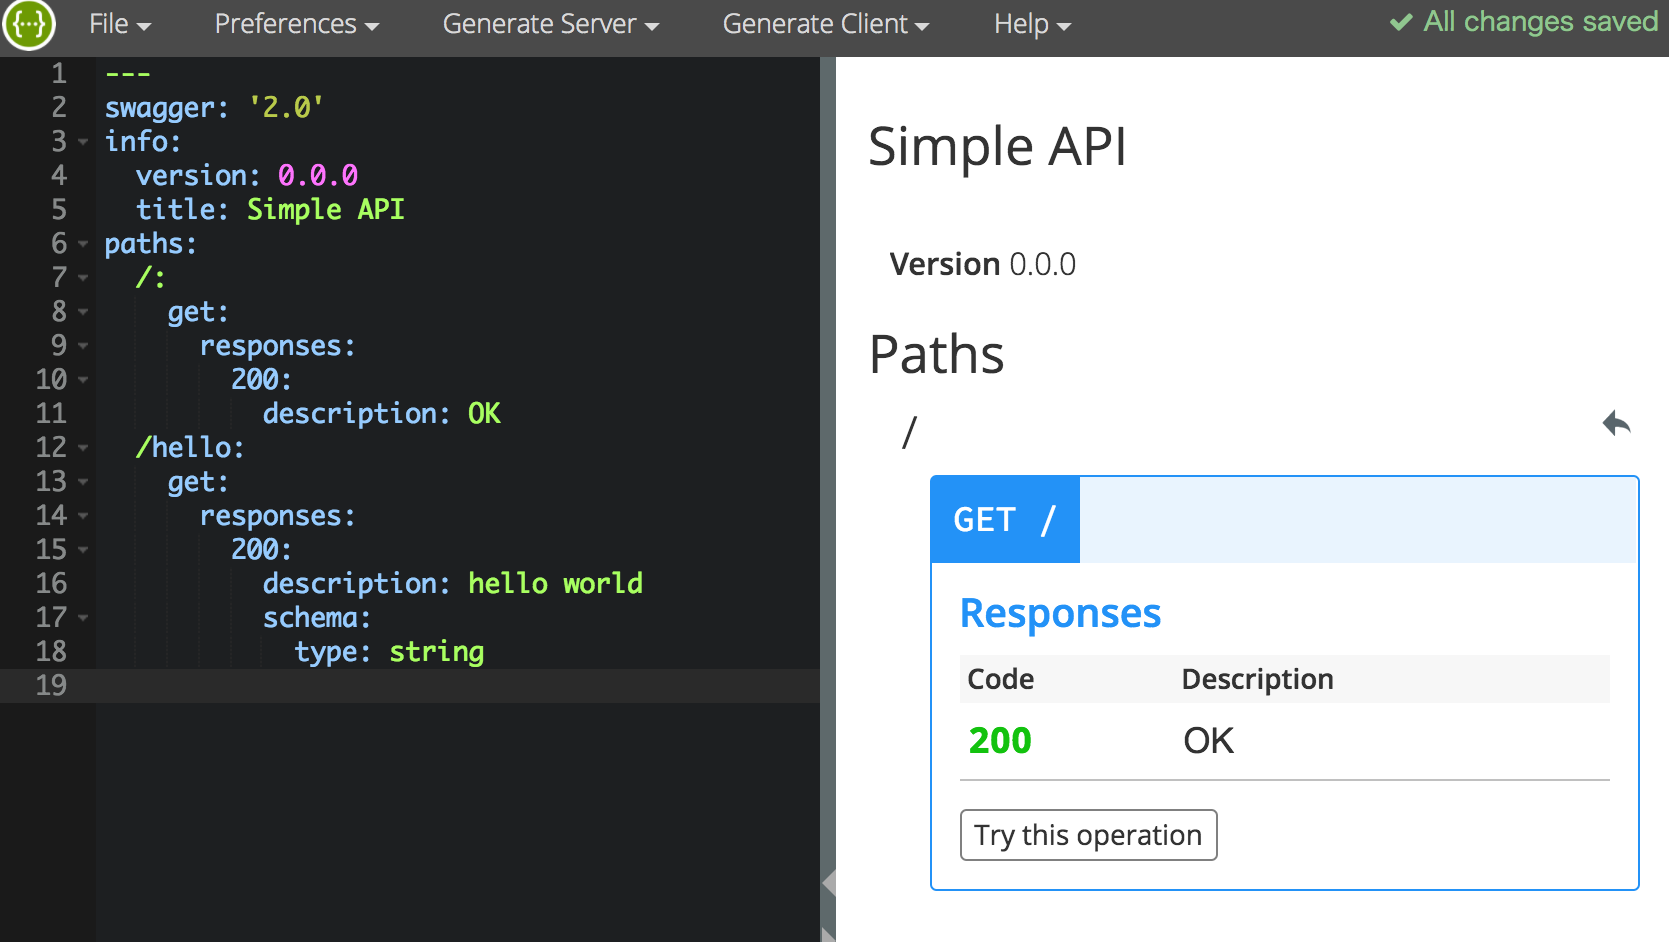 File Preferences Generate Server Generate Client Help All changes saved
1 ---
2 swagger: '2.0'
3 info:
4   version: 0.0.0
5   title: Simple API
6 paths:
7   /:
8     get:
9       responses:
10         200:
11           description: OK
12   /hello:
13     get:
14       responses:
15         200:
16           description: hello world
17           schema:
18             type: string
19
Simple API
Version 0.0.0
Paths
/
GET /
Responses
Code Description
200 OK
Try this operation